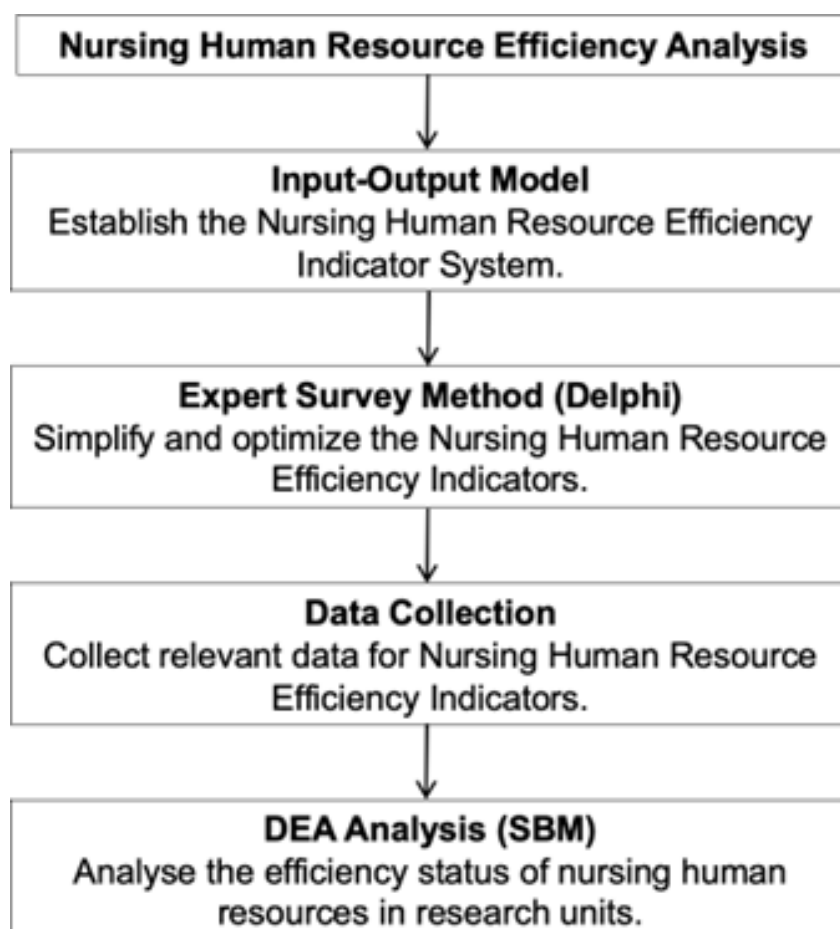 Nursing Human Resource Efficiency Analysis
Input-Output Model
Establish the Nursing Human Resource Efficiency
Indicator System.
Expert Survey Method (Delphi)
Simplify and optimize the Nursing Human Resource
Efficiency Indicators.
Data Collection
Collect relevant data for Nursing Human Resource
Efficiency Indicators.
DEA Analysis (SBM)
Analyse the efficiency status of nursing human
resources in research units.